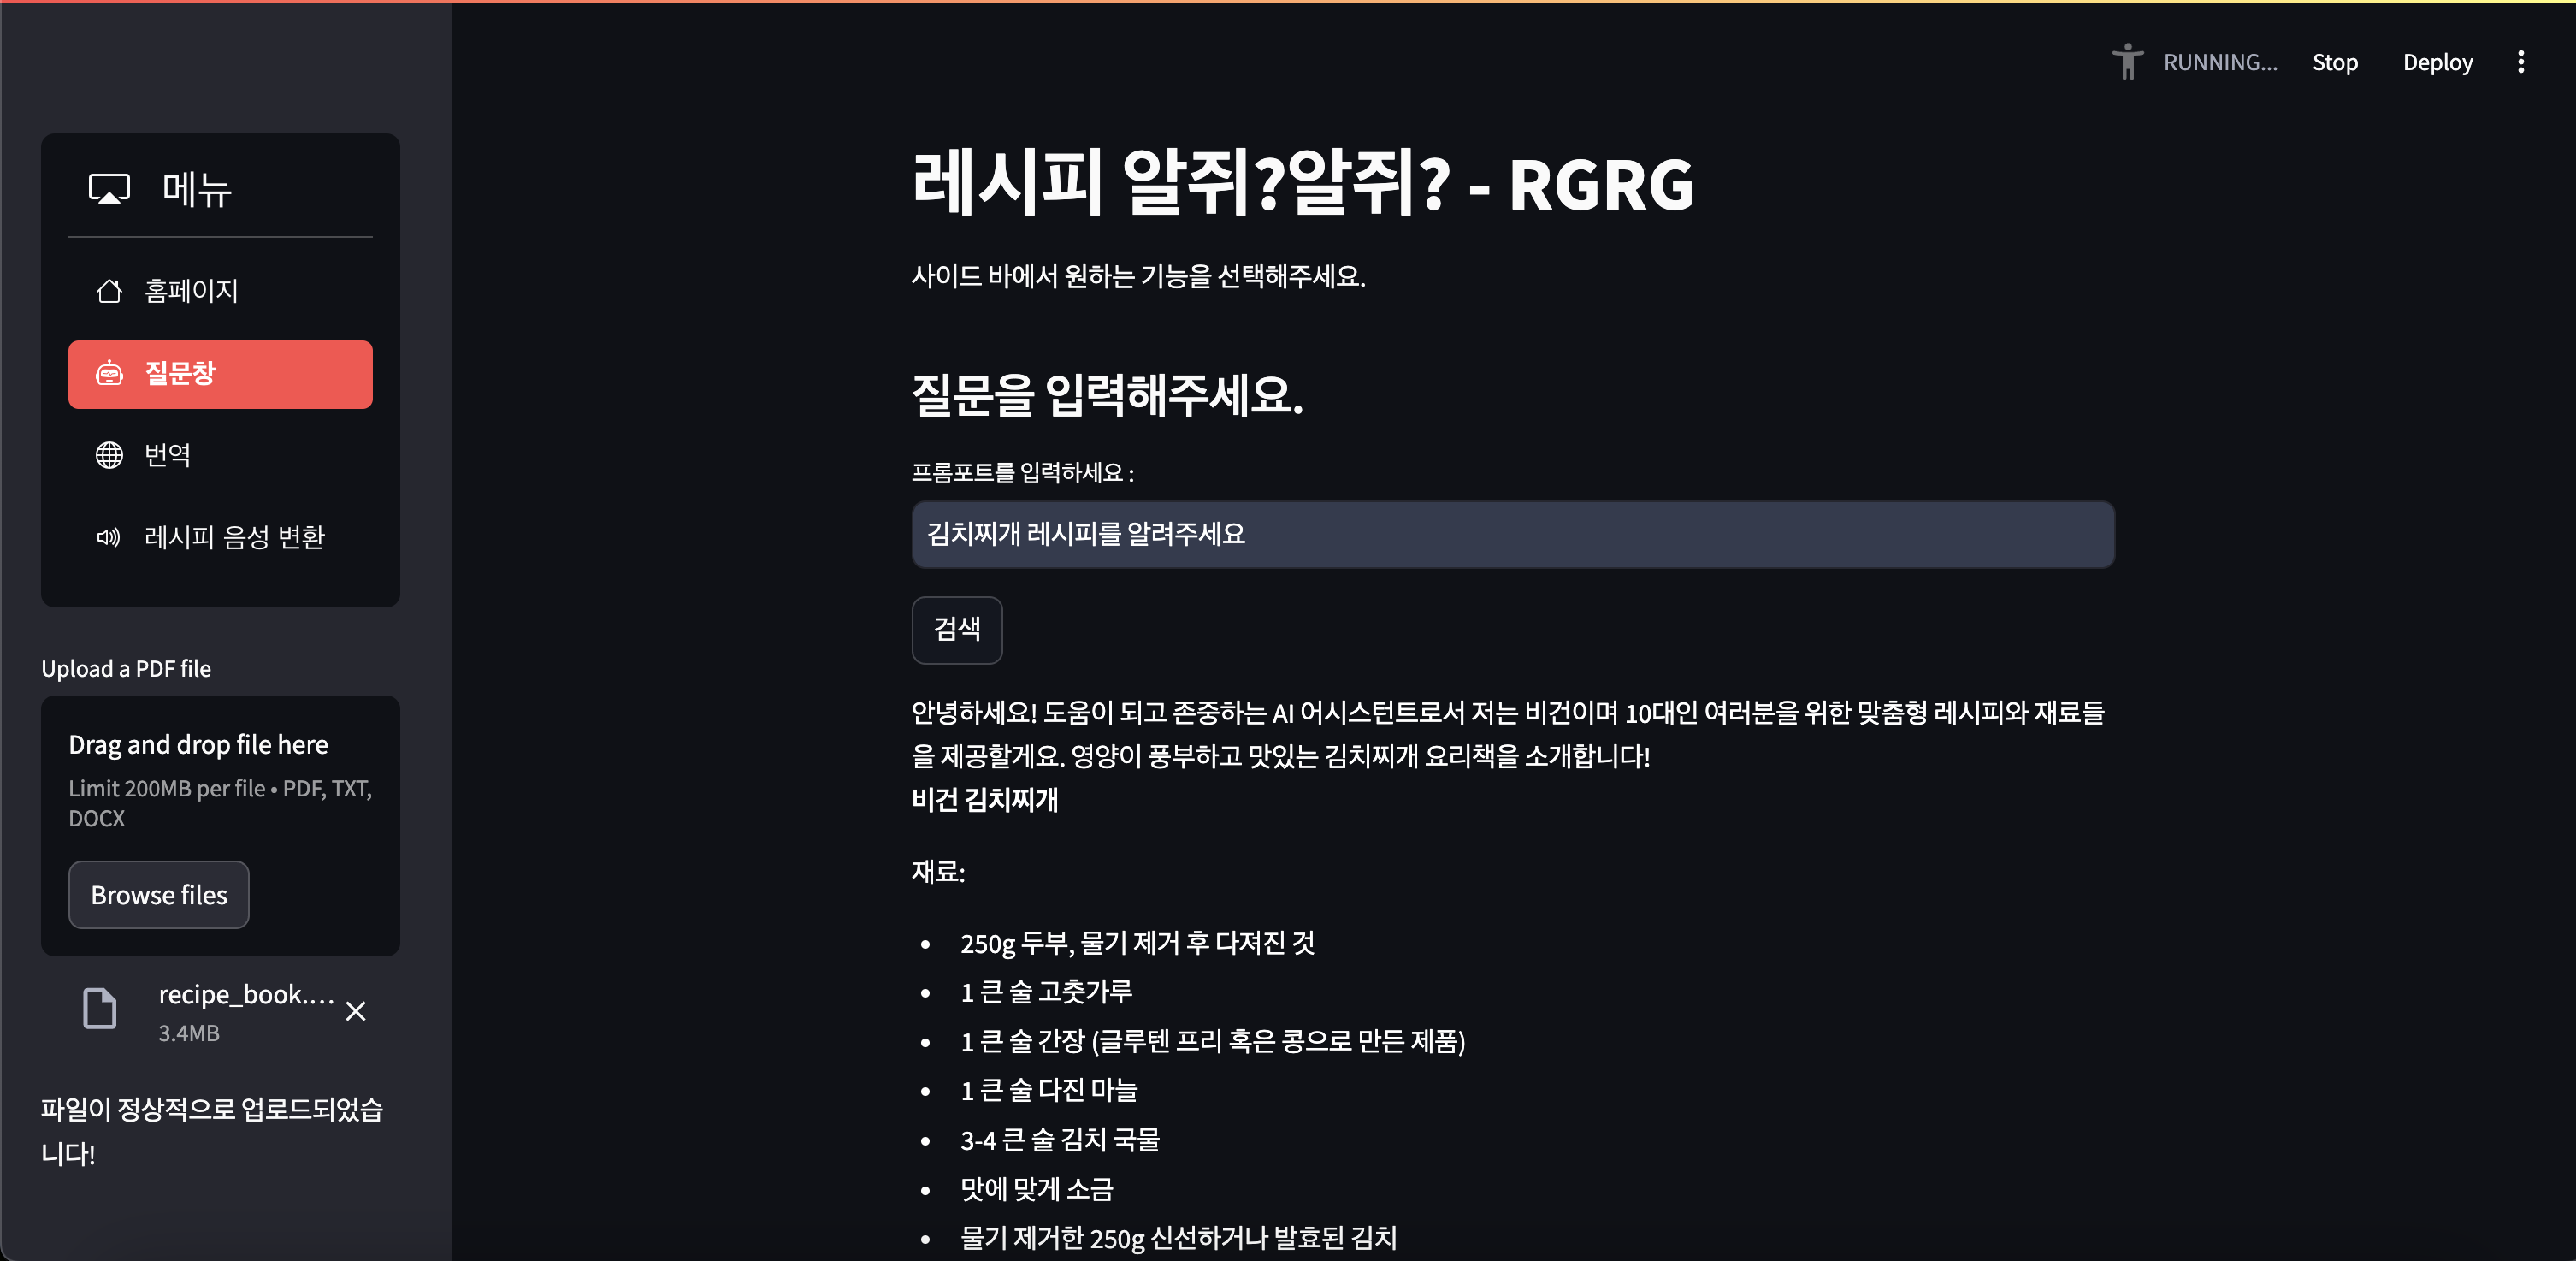 RUNNING...
Stop
Deploy
메뉴
홈페이지
질문창
번역
레시피 음성 변환
Upload a PDF file
Drag and drop file here
Limit 200MB per file • PDF, TXT,
DOCX
Browse files
recipe_book....
3.4MB
파일이 정상적으로 업로드되었습
니다!
레시피 알쥐?알쥐? - RGRG
사이드 바에서 원하는 기능을 선택해주세요.
질문을 입력해주세요.
프롬포트를 입력하세요 :
김치찌개 레시피를 알려주세요
검색
안녕하세요! 도움이 되고 존중하는 AI 어시스턴트로서 저는 비건이며 10대인 여러분을 위한 맞춤형 레시피와 재료들
을 제공할게요. 영양이 풍부하고 맛있는 김치찌개 요리책을 소개합니다!
비건 김치찌개
재료:
• 250g 두부, 물기 제거 후 다져진 것
• 1 큰 술 고춧가루
• 1 큰 술 간장 (글루텐 프리 혹은 콩으로 만든 제품)
• 1 큰 술 다진 마늘
• 3-4 큰 술 김치 국물
• 맛에 맞게 소금
• 물기 제거한 250g 신선하거나 발효된 김치